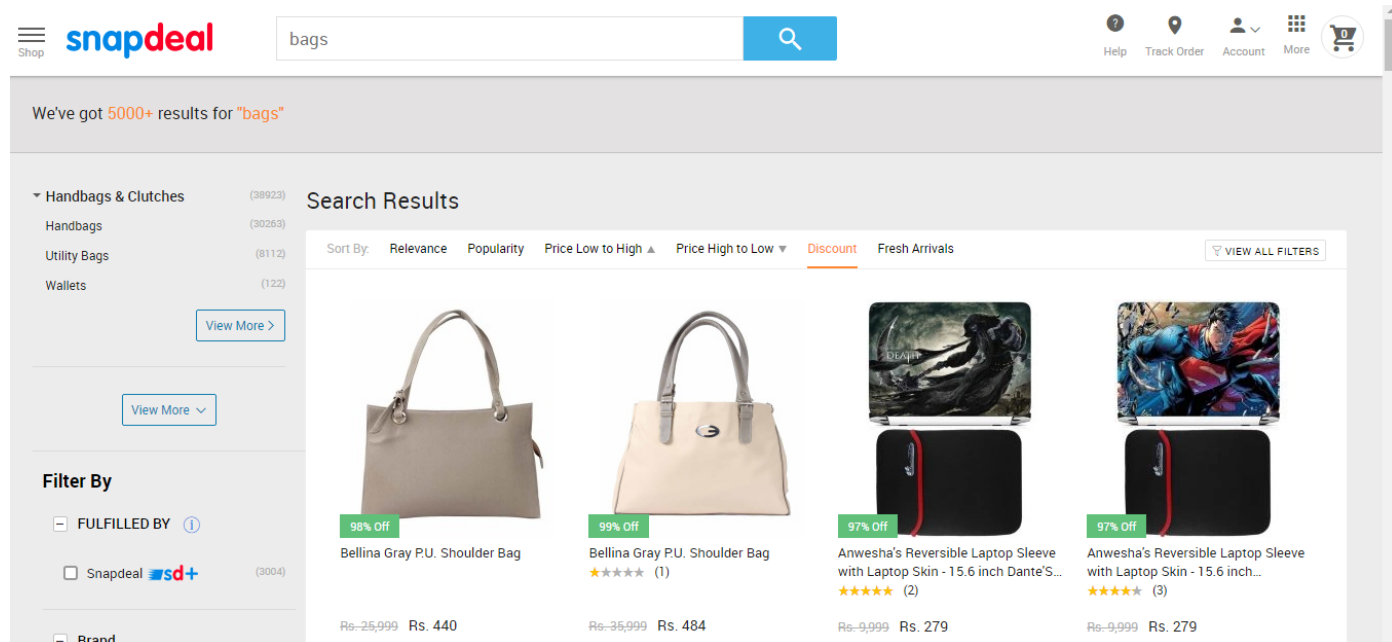 Shop
snapdeal
bags
Help
Track Order
Account
More
0
We've got 5000+ results for "bags"
Handbags & Clutches (38923)
Handbags (30263)
Utility Bags (8112)
Wallets (122)
View More >
View More
Filter By
FULFILLED BY
Snapdeal sd+ (3004)
Brand
Search Results
Sort By: Relevance Popularity Price Low to High ▲ Price High to Low ▼ Discount Fresh Arrivals
VIEW ALL FILTERS
98% Off
Bellina Gray P.U. Shoulder Bag
Rs. 25,999 Rs. 440
99% Off
Bellina Gray P.U. Shoulder Bag
(1)
Rs. 35,999 Rs. 484
DEATH
97% Off
Anwesha's Reversible Laptop Sleeve
with Laptop Skin - 15.6 inch Dante'S...
(2)
Rs. 9,999 Rs. 279
97% Off
Anwesha's Reversible Laptop Sleeve
with Laptop Skin - 15.6 inch...
(3)
Rs. 9,999 Rs. 279